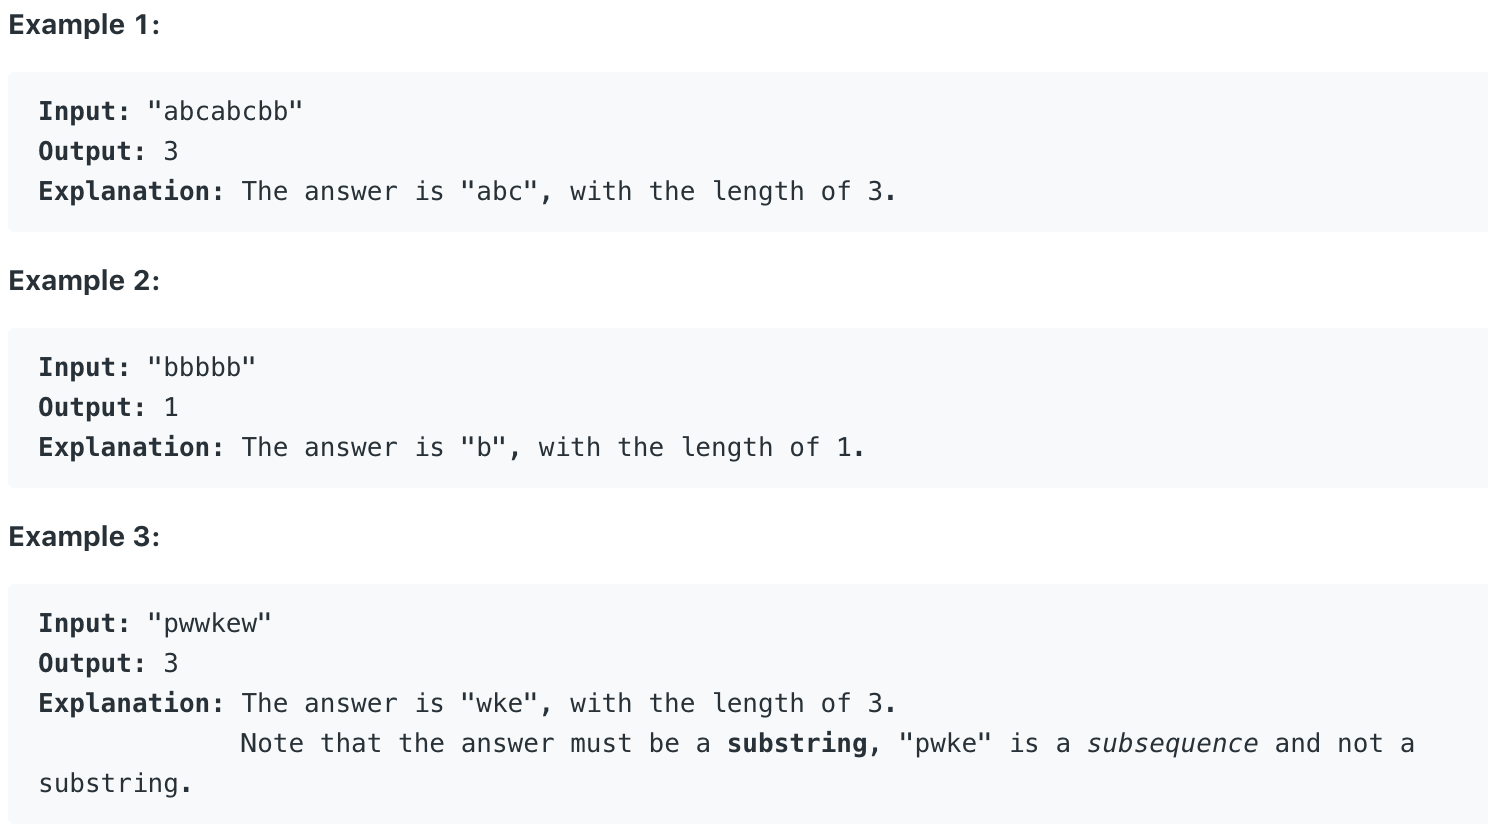 Example 1:
Input: "abcabcbb"
Output: 3
Explanation: The answer is "abc", with the length of 3.
Example 2:
Input: "bbbbb"
Output: 1
Explanation: The answer is "b", with the length of 1.
Example 3:
Input: "pwwkew"
Output: 3
Explanation: The answer is "wke", with the length of 3.
Note that the answer must be a substring, "pwke" is a subsequence and not a
substring.